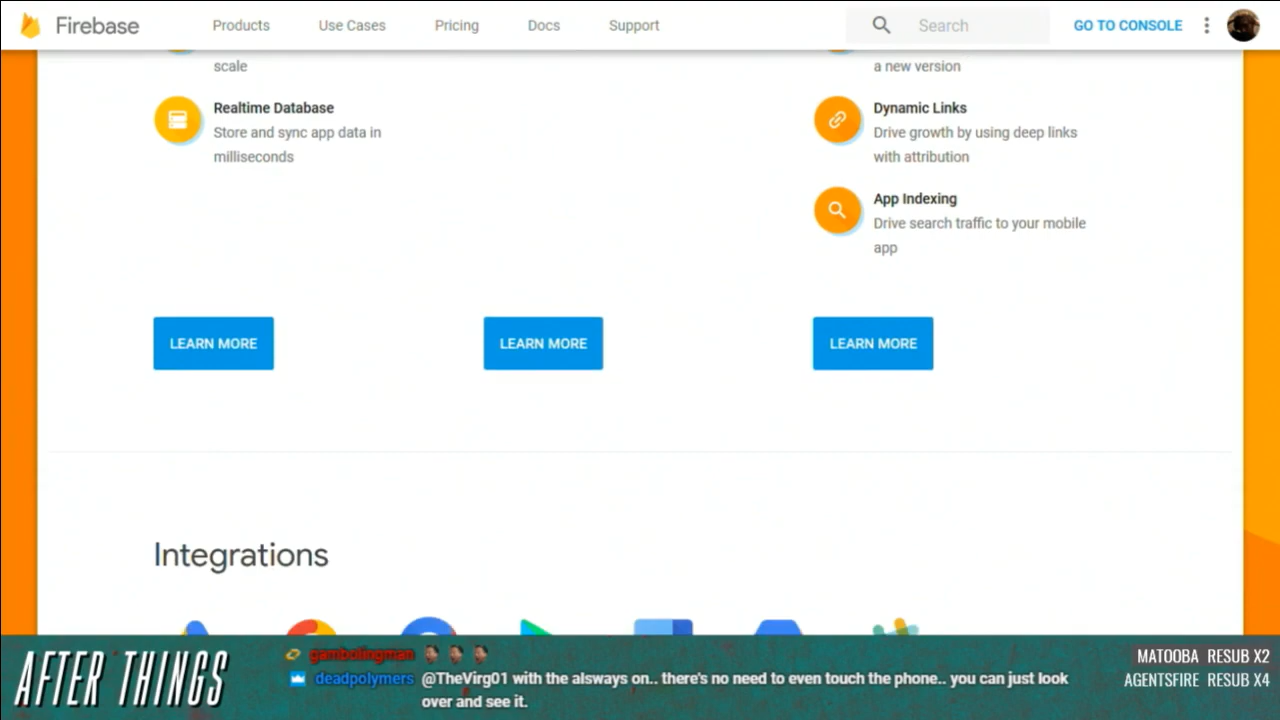 Firebase
Products
Use Cases
Pricing
Docs
Support
Search
GO TO CONSOLE
scale
a new version
Realtime Database
Store and sync app data in
milliseconds
Dynamic Links
Drive growth by using deep links
with attribution
App Indexing
Drive search traffic to your mobile
app
LEARN MORE
LEARN MORE
LEARN MORE
Integrations
AFTER THINGS
gambolingman
deadpolymers @TheVirg01 with the alsways on.. there's no need to even touch the phone.. you can just look
over and see it.
MATOOBA RESUB X2
AGENTSFIRE RESUB X4